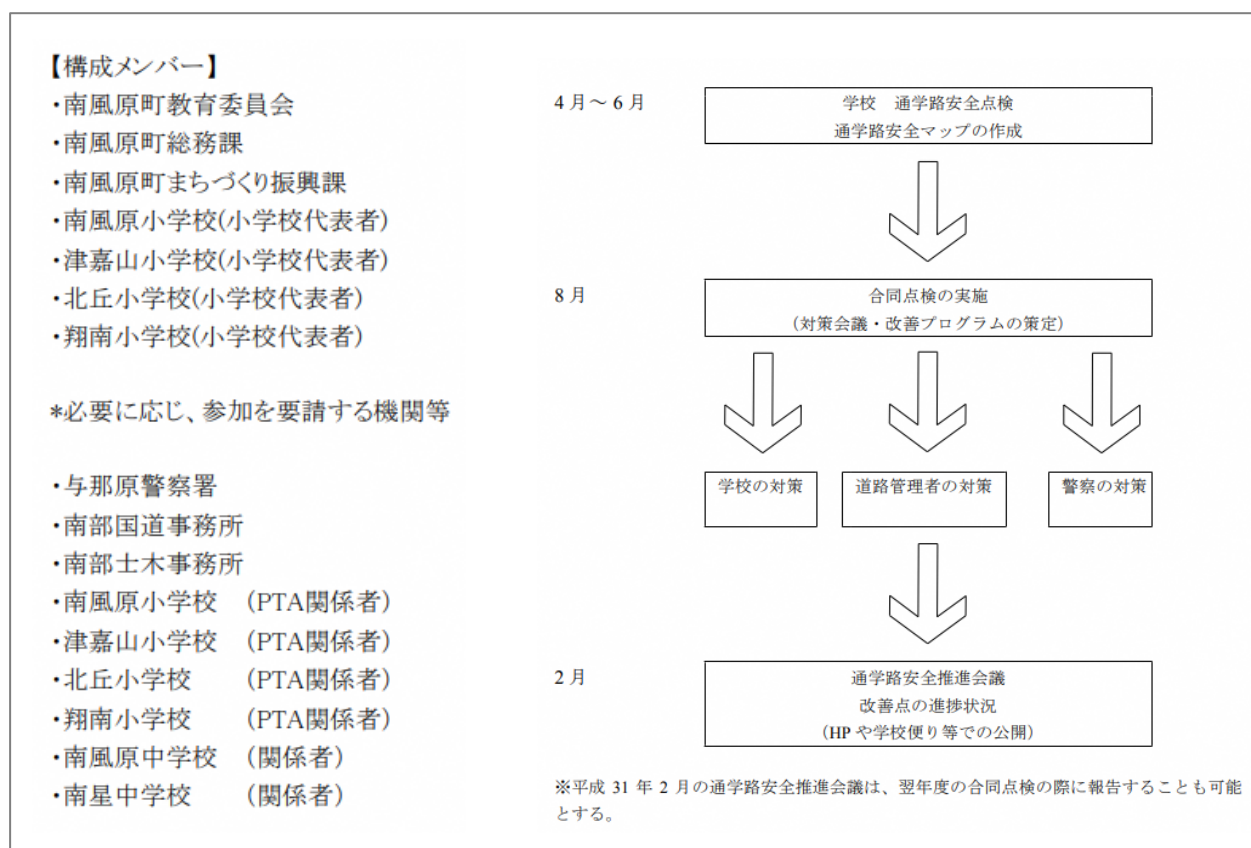 【構成メンバー】
・南風原町教育委員会
・南風原町総務課
・南風原町まちづくり振興課
・南風原小学校(小学校代表者)
・津嘉山小学校(小学校代表者)
・北丘小学校(小学校代表者)
・翔南小学校(小学校代表者)
*必要に応じ、参加を要請する機関等
・与那原警察署
・南部国道事務所
・南部土木事務所
・南風原小学校 (PTA関係者)
・津嘉山小学校 (PTA関係者)
・北丘小学校 (PTA関係者)
・翔南小学校 (PTA関係者)
・南風原中学校 (関係者)
・南星中学校 (関係者)
4月～6月
学校 通学路安全点検
通学路安全マップの作成
8月
合同点検の実施
(対策会議・改善プログラムの策定)
学校の対策
道路管理者の対策
警察の対策
2月
通学路安全推進会議
改善点の進捗状況
(HPや学校便り等での公開)
※平成 31 年 2 月の通学路安全推進会議は、翌年度の合同点検の際に報告することも可能
とする。